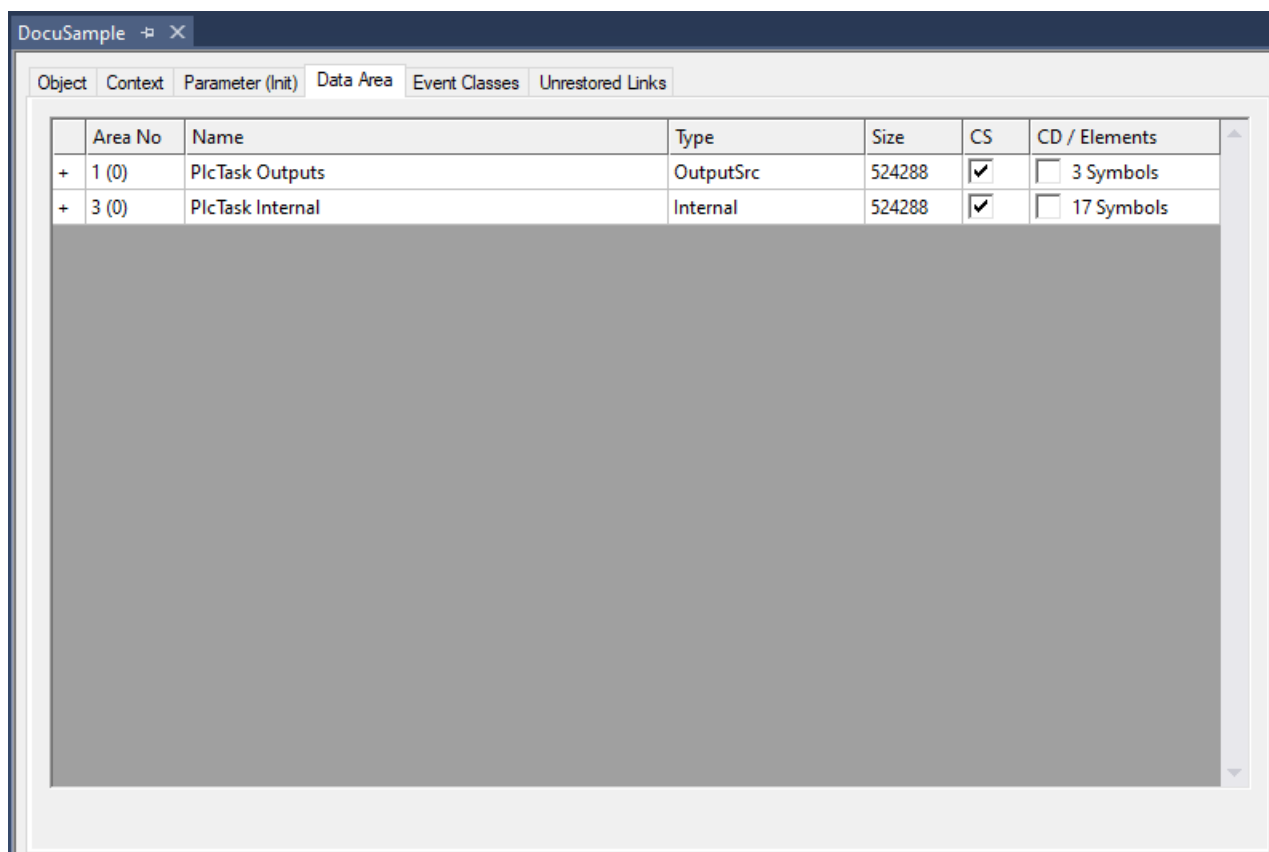 DocuSample
Object Context Parameter (Init) Data Area Event Classes Unrestored Links
Area No Name Type Size CS CD / Elements
+ 1 (0) PlcTask Outputs OutputSrc 524288 3 Symbols
+ 3 (0) PlcTask Internal Internal 524288 17 Symbols